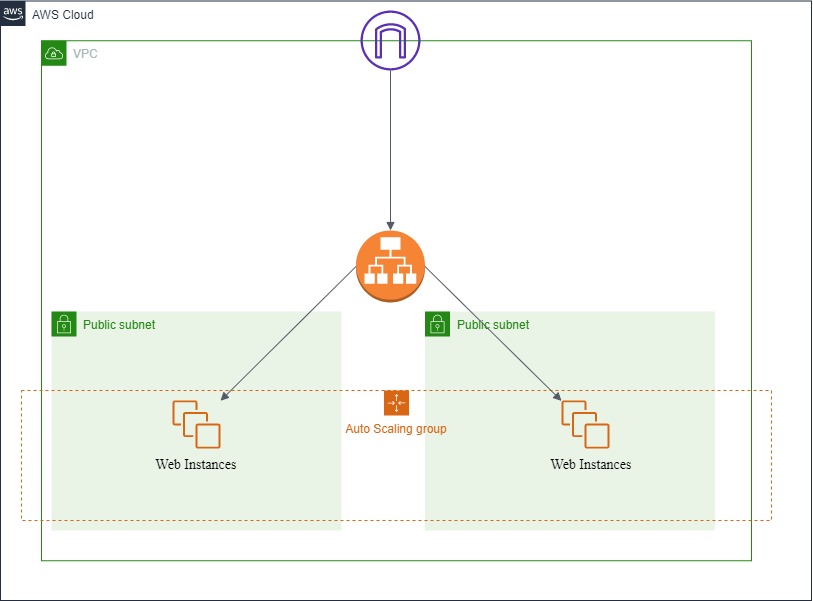 aws
AWS Cloud
VPC
Public subnet
Public subnet
Auto Scaling group
Web Instances
Web Instances